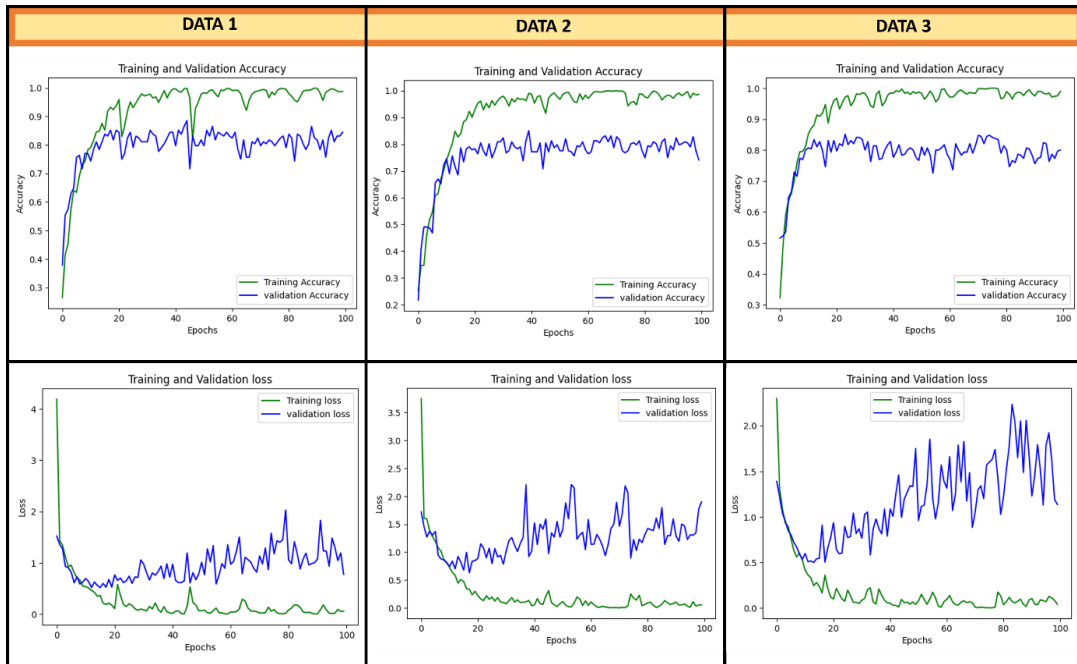 DATA 1
DATA 2
DATA 3
Training and Validation Accuracy
1.0
0.9
0.8
0.7
0.6
0.5
0.4
0.3
Accuracy
Training Accuracy
validation Accuracy
0 20 40 60 80 100
Epochs
Training and Validation Accuracy
1.0
0.9
0.8
0.7
0.6
0.5
0.4
0.3
0.2
Accuracy
Training Accuracy
validation Accuracy
0 20 40 60 80 100
Epochs
Training and Validation Accuracy
1.0
0.9
0.8
0.7
0.6
0.5
0.4
0.3
Accuracy
Training Accuracy
validation Accuracy
0 20 40 60 80 100
Epochs
Training and Validation loss
4
3
2
1
0
Loss
Training loss
validation loss
0 20 40 60 80 100
Epochs
Training and Validation loss
3.5
3.0
2.5
2.0
1.5
1.0
0.5
0.0
Loss
Training loss
validation loss
0 20 40 60 80 100
Epochs
Training and Validation loss
2.0
1.5
1.0
0.5
0.0
Loss
Training loss
validation loss
0 20 40 60 80 100
Epochs